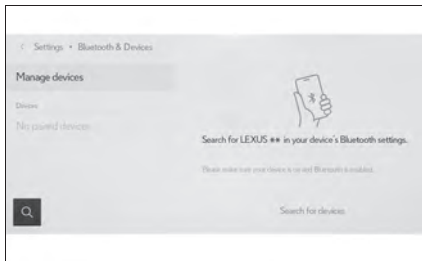 Settings • Bluetooth & Devices
Manage devices
Devices
No paired devices
Search for LEXUS ** in your device's Bluetooth settings.
Please make sure your device is on and Bluetooth is enabled.
Search for devices